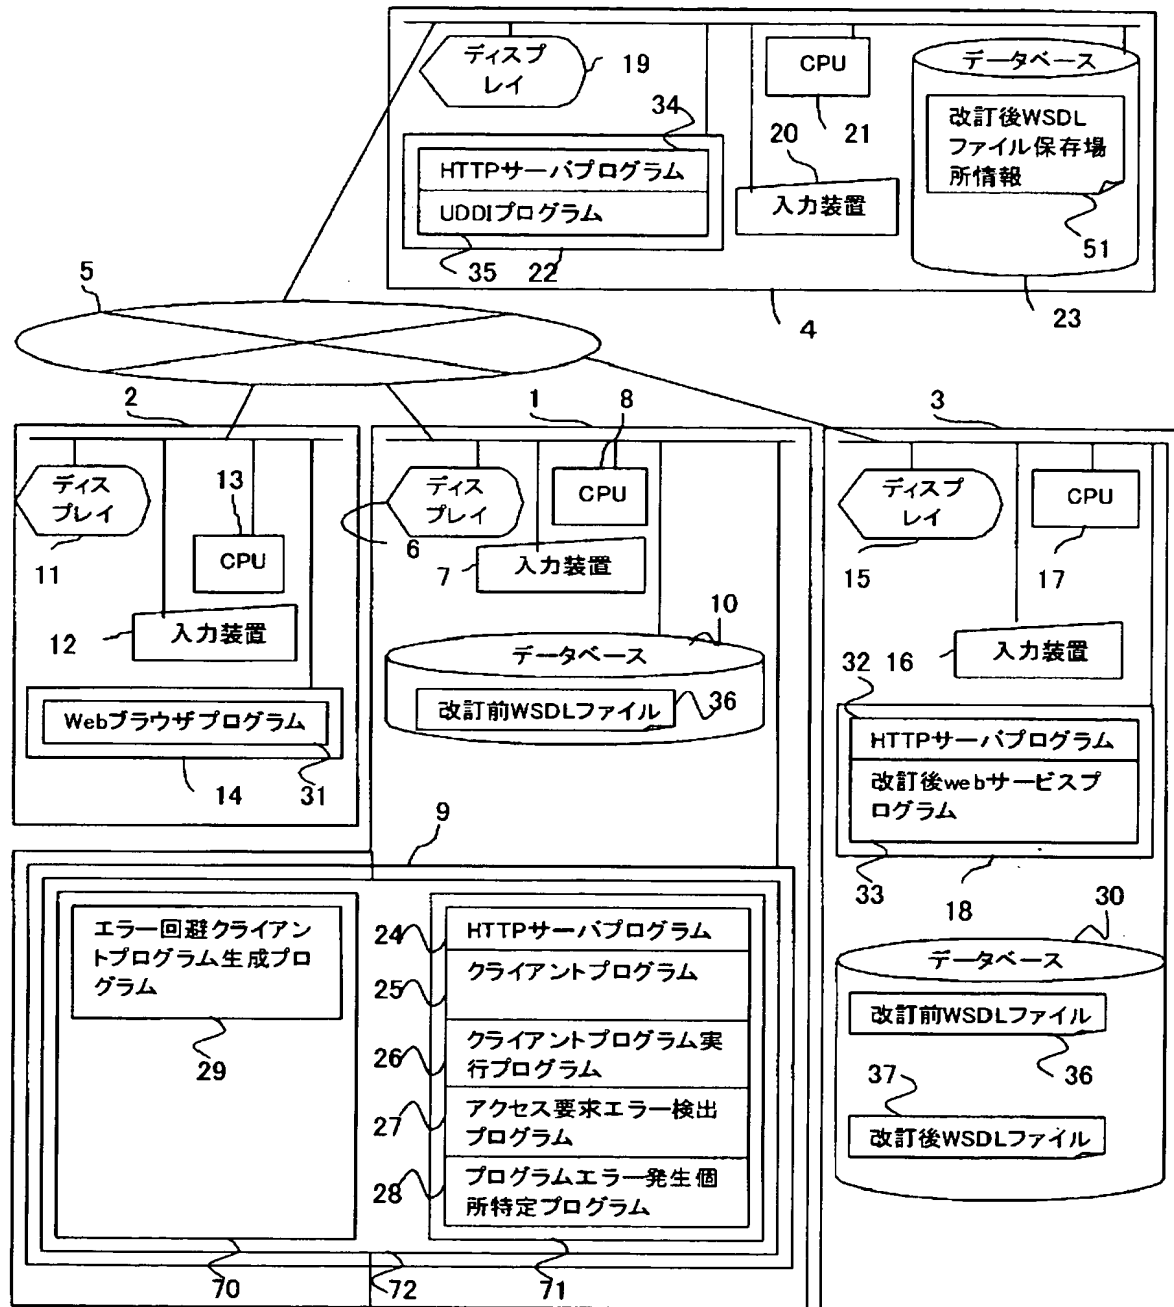 ディスプ
レイ
19
CPU
21
データベース
改訂後WSDL
ファイル保存場
所情報
51
34
HTTPサーバプログラム
UDDIプログラム
35
22
20
入力装置
23
4
5
2
ディス
プレイ
11
13
CPU
12
入力装置
Webブラウザプログラム
14
31
1
8
ディス
プレイ
6
CPU
7
入力装置
10
データベース
改訂前WSDLファイル
36
3
ディスプ
レイ
15
CPU
17
32
16
入力装置
HTTPサーバプログラム
改訂後webサービスプ
ログラム
33
18
30
データベース
改訂前WSDLファイル
36
37
改訂後WSDLファイル
9
エラー回避クライアン
トプログラム生成プロ
グラム
29
24
HTTPサーバプログラム
25
クライアントプログラム
26
クライアントプログラム実
行プログラム
27
アクセス要求エラー検出
プログラム
28
プログラムエラー発生個
所特定プログラム
70
72
71